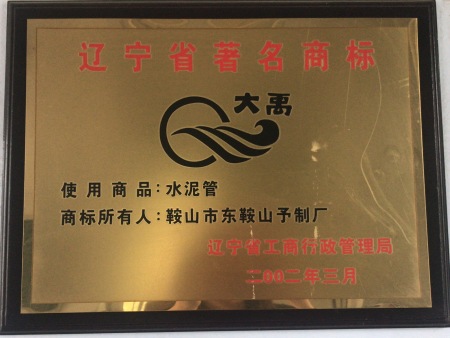 辽宁省著名商标
大禹
使用商品:水泥管
商标所有人:鞍山市东鞍山予制厂
辽宁省工商行政管理局
二00二年三月